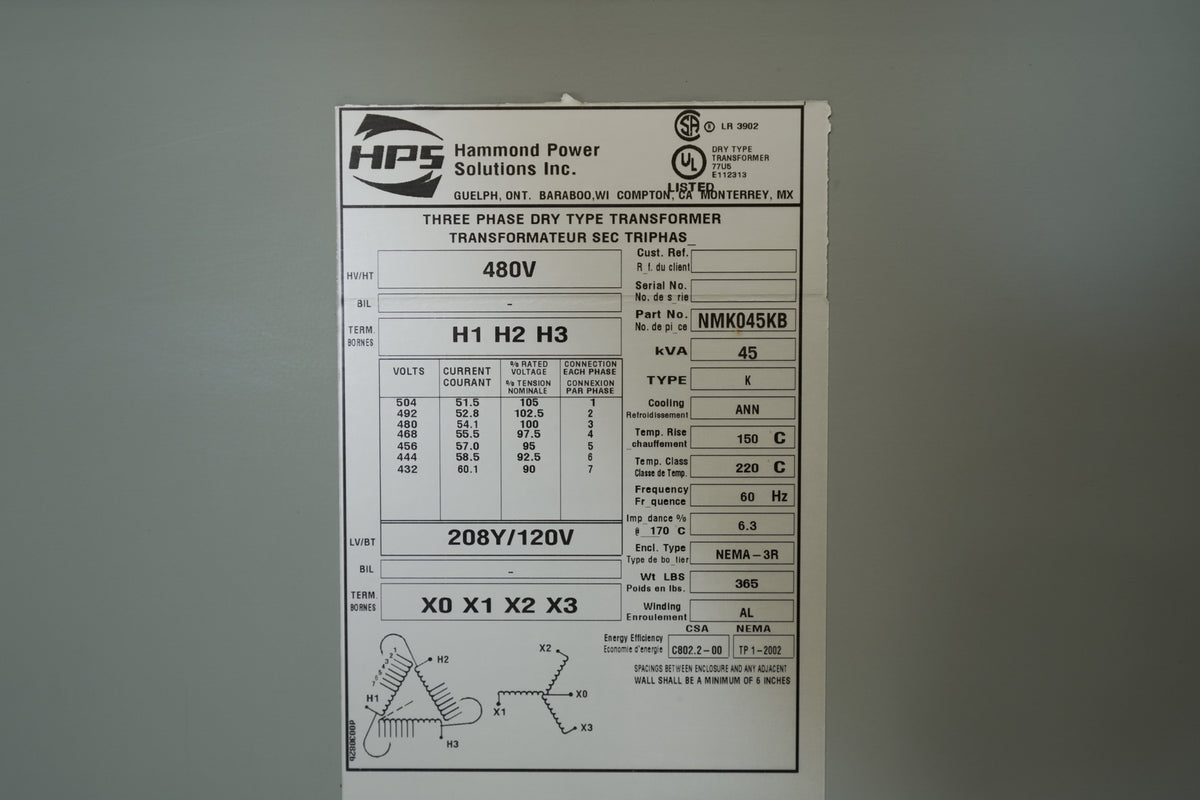 HPS
Hammond Power
Solutions Inc.
SA ® LR 3902
UL
LISTED
DRY TYPE
TRANSFORMER
77U5
E112313
GUELPH, ONT. BARABOO,WI COMPTON, CA MONTERREY, MX
THREE PHASE DRY TYPE TRANSFORMER
TRANSFORMATEUR SEC TRIPHAS_
HV/HT 480V
BIL -
TERM.
BORNES
H1 H2 H3
VOLTS CURRENT COURANT % RATED VOLTAGE % TENSION NOMINALE CONNECTION EACH PHASE CONNEXION PAR PHASE
504 51.5 105 1
492 52.8 102.5 2
480 54.1 100 3
468 55.5 97.5 4
456 57.0 95 5
444 58.5 92.5 6
432 60.1 90 7
LV/BT 208Y/120V
BIL -
TERM.
BORNES
X0 X1 X2 X3
Cust. Ref.
R_f. du client
Serial No.
No. de s_rie
Part No.
No. de pi_ce
NMK045KB
kVA 45
TYPE K
Cooling
Refroidissement
ANN
Temp. Rise
_chauffement
150 C
Temp. Class
Classe de Temp.
220 C
Frequency
Fr_quence
60 Hz
Imp_dance %
@ 170 C
6.3
Encl. Type
Type de bo_tier
NEMA-3R
Wt LBS
Poids en lbs.
365
Winding
Enroulement
AL
CSA NEMA
Energy Efficiency
Economie d'energie
C802.2-00 TP 1-2002
SPACINGS BETWEEN ENCLOSURE AND ANY ADJACENT
WALL SHALL BE A MINIMUM OF 6 INCHES
H1
H2
H3
7 6 5 4 3 2 1
X2
X0
X1
X3